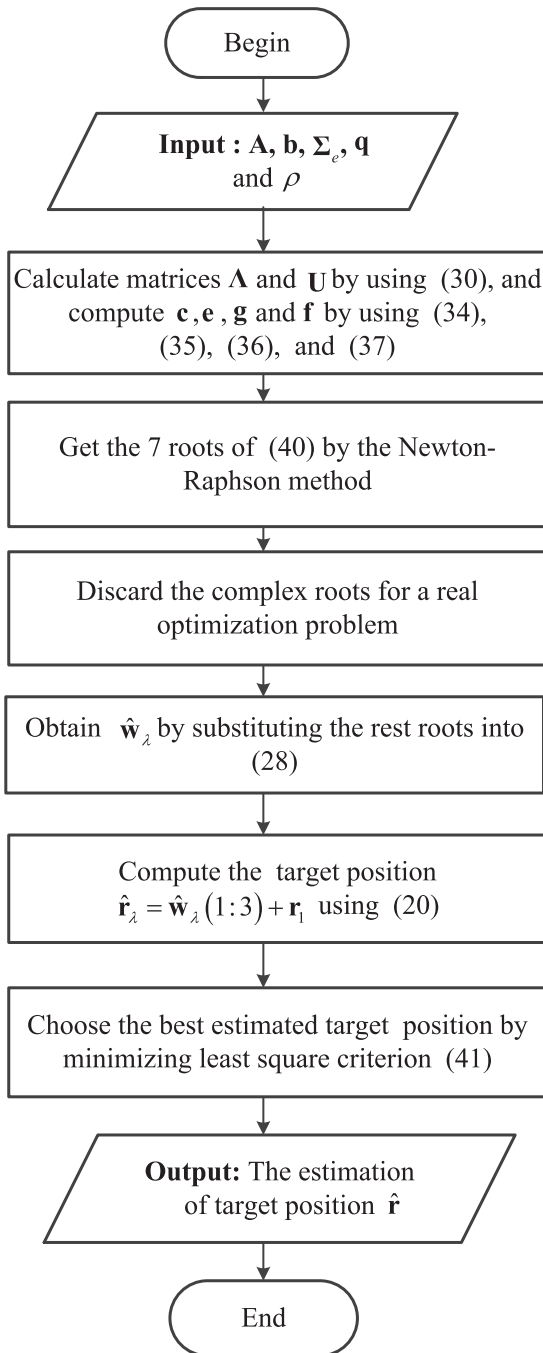 Begin
Input : A, b, Σₑ, q
and ρ
Calculate matrices Λ and U by using (30), and
compute c, e, g and f by using (34),
(35), (36), and (37)
Get the 7 roots of (40) by the Newton-
Raphson method
Discard the complex roots for a real
optimization problem
Obtain ŵ_λ by substituting the rest roots into
(28)
Compute the target position
r̂_λ = ŵ_λ(1:3) + r₁ using (20)
Choose the best estimated target position by
minimizing least square criterion (41)
Output: The estimation
of target position r̂
End